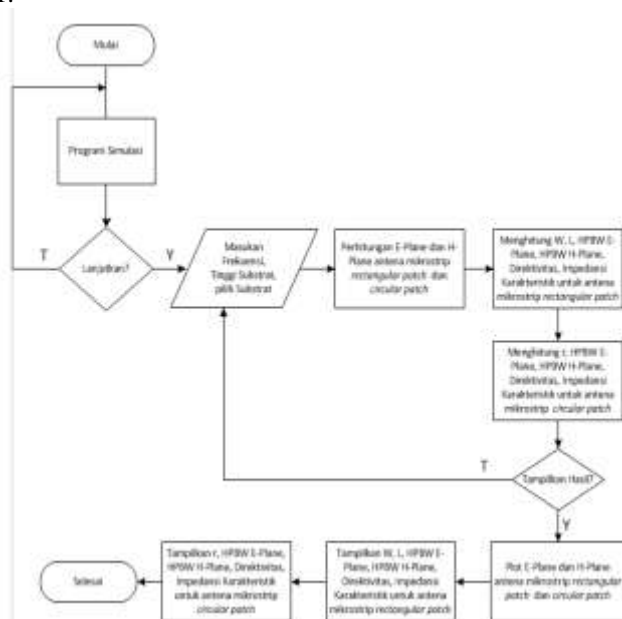 Mulai
Program Simulasi
Lanjutkan?
T
Y
Masukan
Frekuensi,
Tinggi Substrat,
pilih Substrat
Perhitungan E-Plane dan H-
Plane antena mikrostrip
rectangular patch dan
circular patch
Menghitung W, L, HPBW E-
Plane, HPBW H-Plane,
Direktivitas, Impedansi
Karakteristik untuk antena
mikrostrip rectangular patch
Menghitung r, HPBW E-
Plane, HPBW H-Plane,
Direktivitas, Impedansi
Karakteristik untuk antena
mikrostrip circular patch
Tampilkan Hasil?
T
Y
Plot E-Plane dan H-Plane
antena mikrostrip rectangular
patch dan circular patch
Tampilkan W, L, HPBW E-
Plane, HPBW H-Plane,
Direktivitas, Impedansi
Karakteristik untuk antena
mikrostrip rectangular patch
Tampilkan r, HPBW E-Plane,
HPBW H-Plane, Direktivitas,
Impedansi Karakteristik
untuk antena mikrostrip
circular patch
Selesai